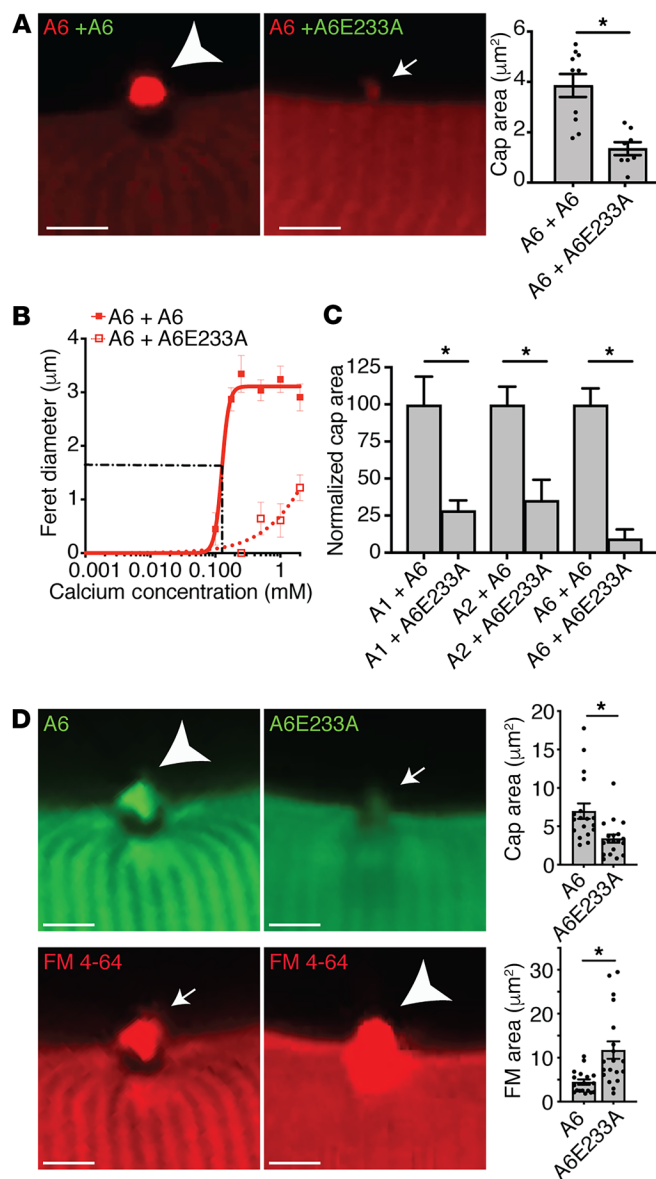 A
A6 +A6
A6 +A6E233A
Cap area (µm²)
6
4
2
0
*
A6 + A6
A6 + A6E233A
B
A6 + A6
A6 + A6E233A
Feret diameter (µm)
4
3
2
1
0
0.001 0.010 0.100 1
Calcium concentration (mM)
C
Normalized cap area
125
100
75
50
25
0
* * *
A1 + A6
A1 + A6E233A
A2 + A6
A2 + A6E233A
A6 + A6
A6 + A6E233A
D
A6
A6E233A
Cap area (µm²)
20
15
10
5
0
*
A6
A6E233A
FM 4-64
FM 4-64
FM area (µm²)
30
20
10
0
*
A6
A6E233A